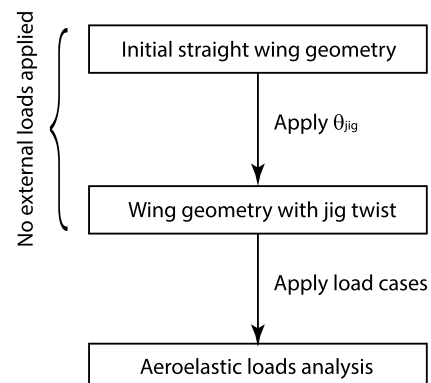 No external loads applied
Initial straight wing geometry
Apply θjig
Wing geometry with jig twist
Apply load cases
Aeroelastic loads analysis